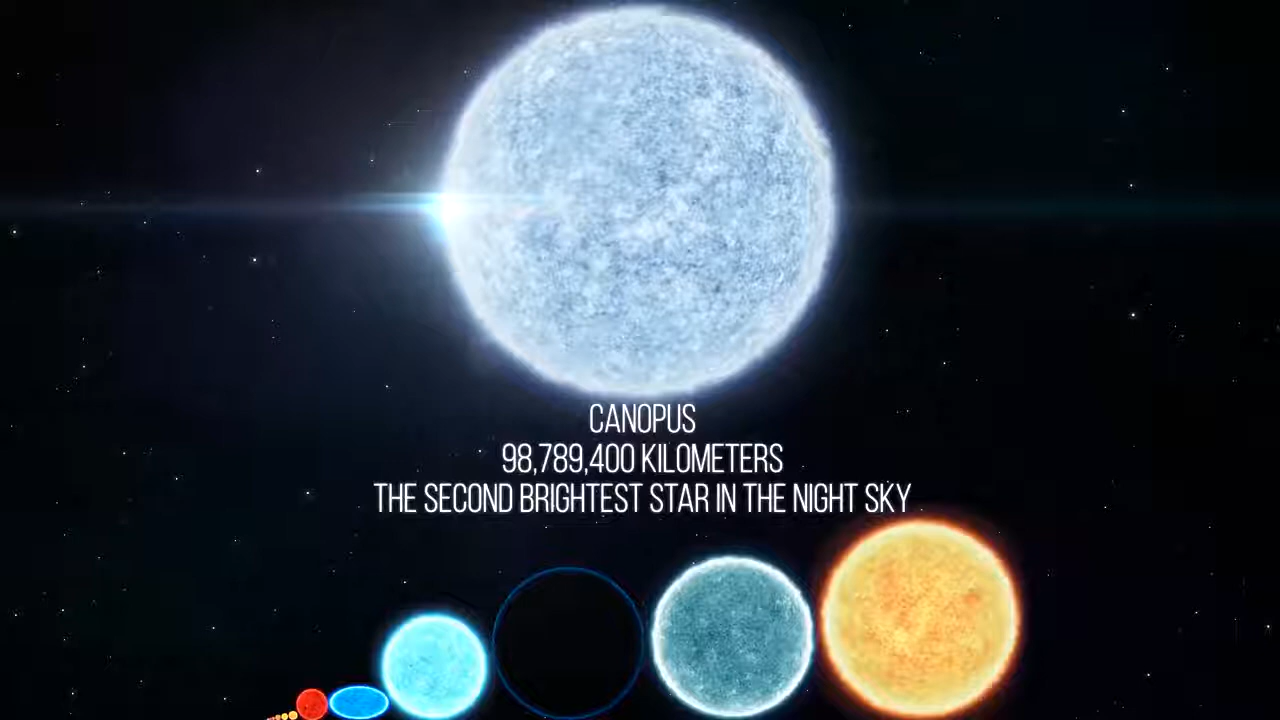 CANOPUS
98,789,400 KILOMETERS
THE SECOND BRIGHTEST STAR IN THE NIGHT SKY